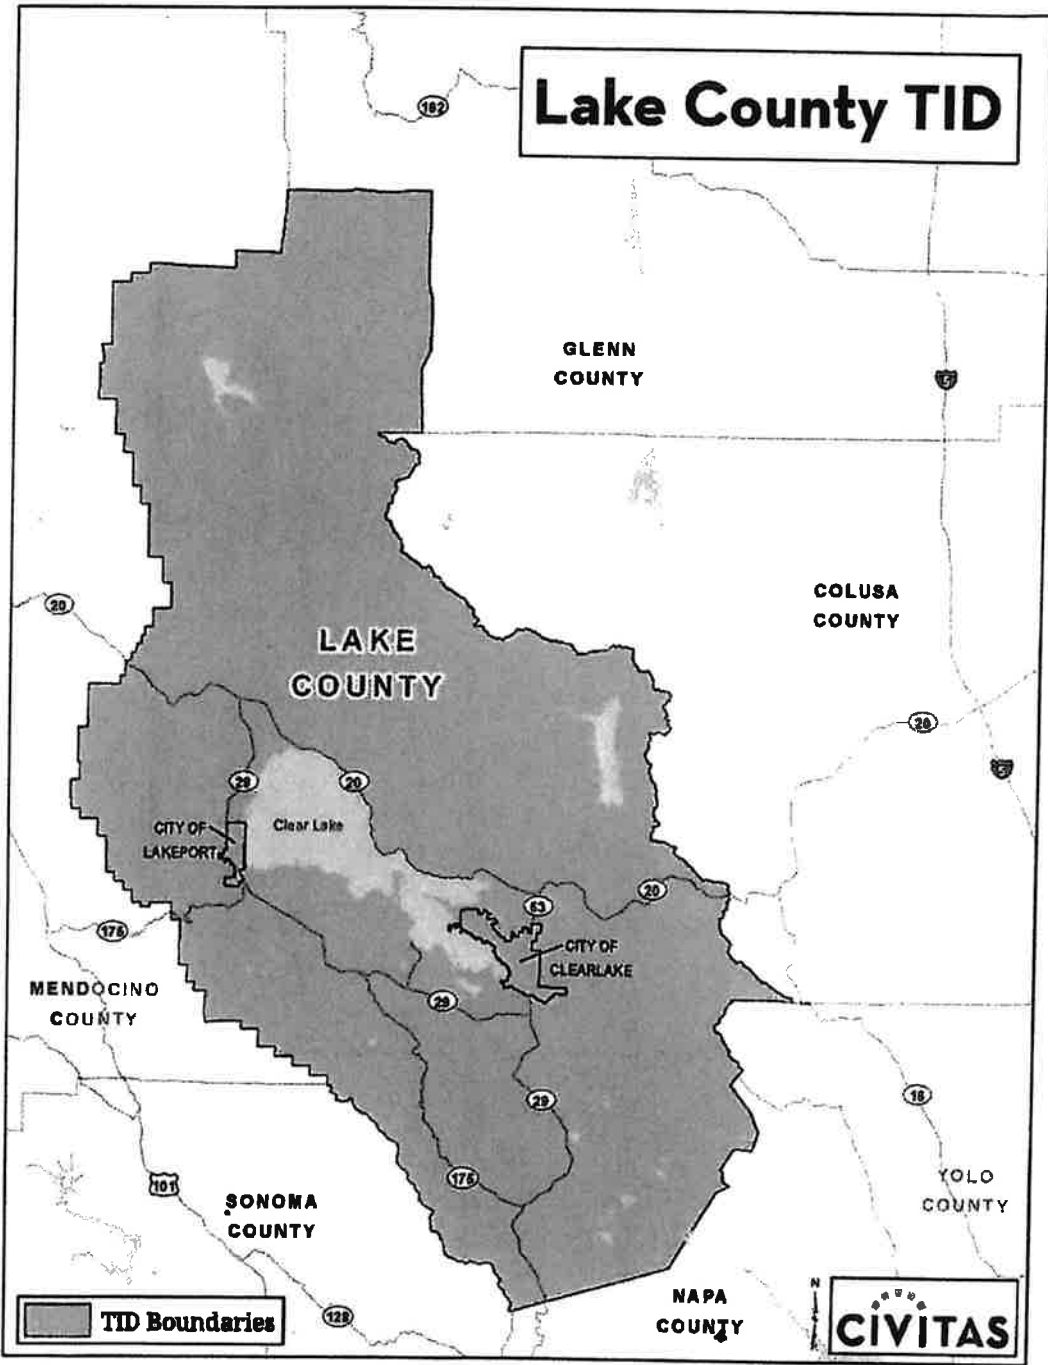 Lake County TID
162
GLENN
COUNTY
5
COLUSA
COUNTY
20
LAKE
COUNTY
20
5
29
20
Clear Lake
CITY OF
LAKEPORT
20
53
175
CITY OF
CLEARLAKE
MENDOCINO
COUNTY
29
29
16
175
YOLO
COUNTY
101
SONOMA
COUNTY
NAPA
COUNTY
128
N
TID Boundaries
CIVITAS